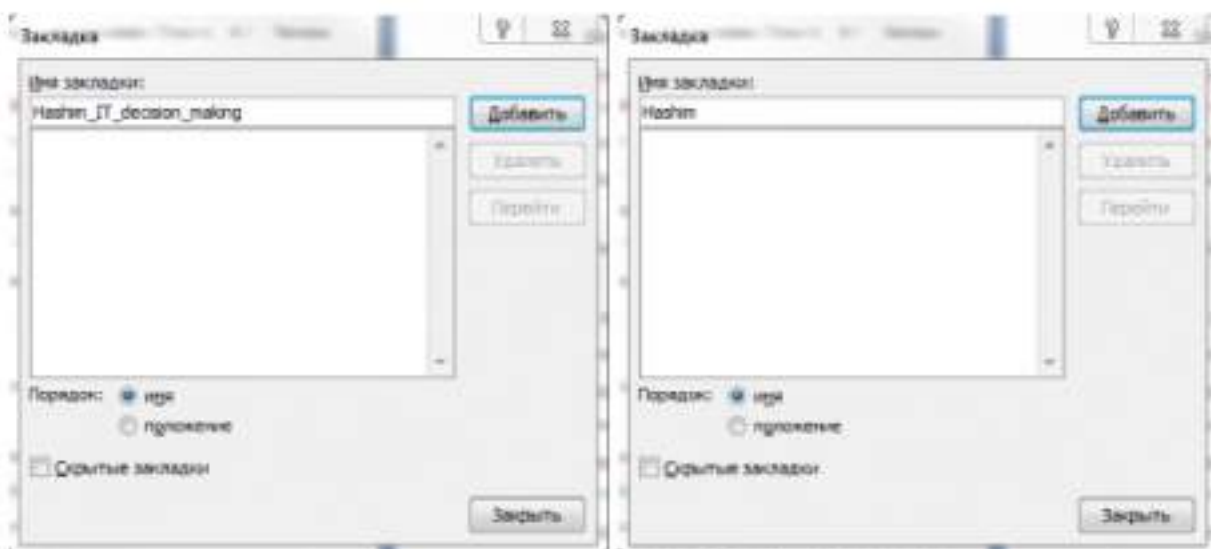 Закладка
Имя закладки:
Hashim_IT_decision_making
Добавить
Удалить
Перейти
Порядок: имя
положение
Скрытые закладки
Закрыть
Закладка
Имя закладки:
Hashim
Добавить
Удалить
Перейти
Порядок: имя
положение
Скрытые закладки
Закрыть